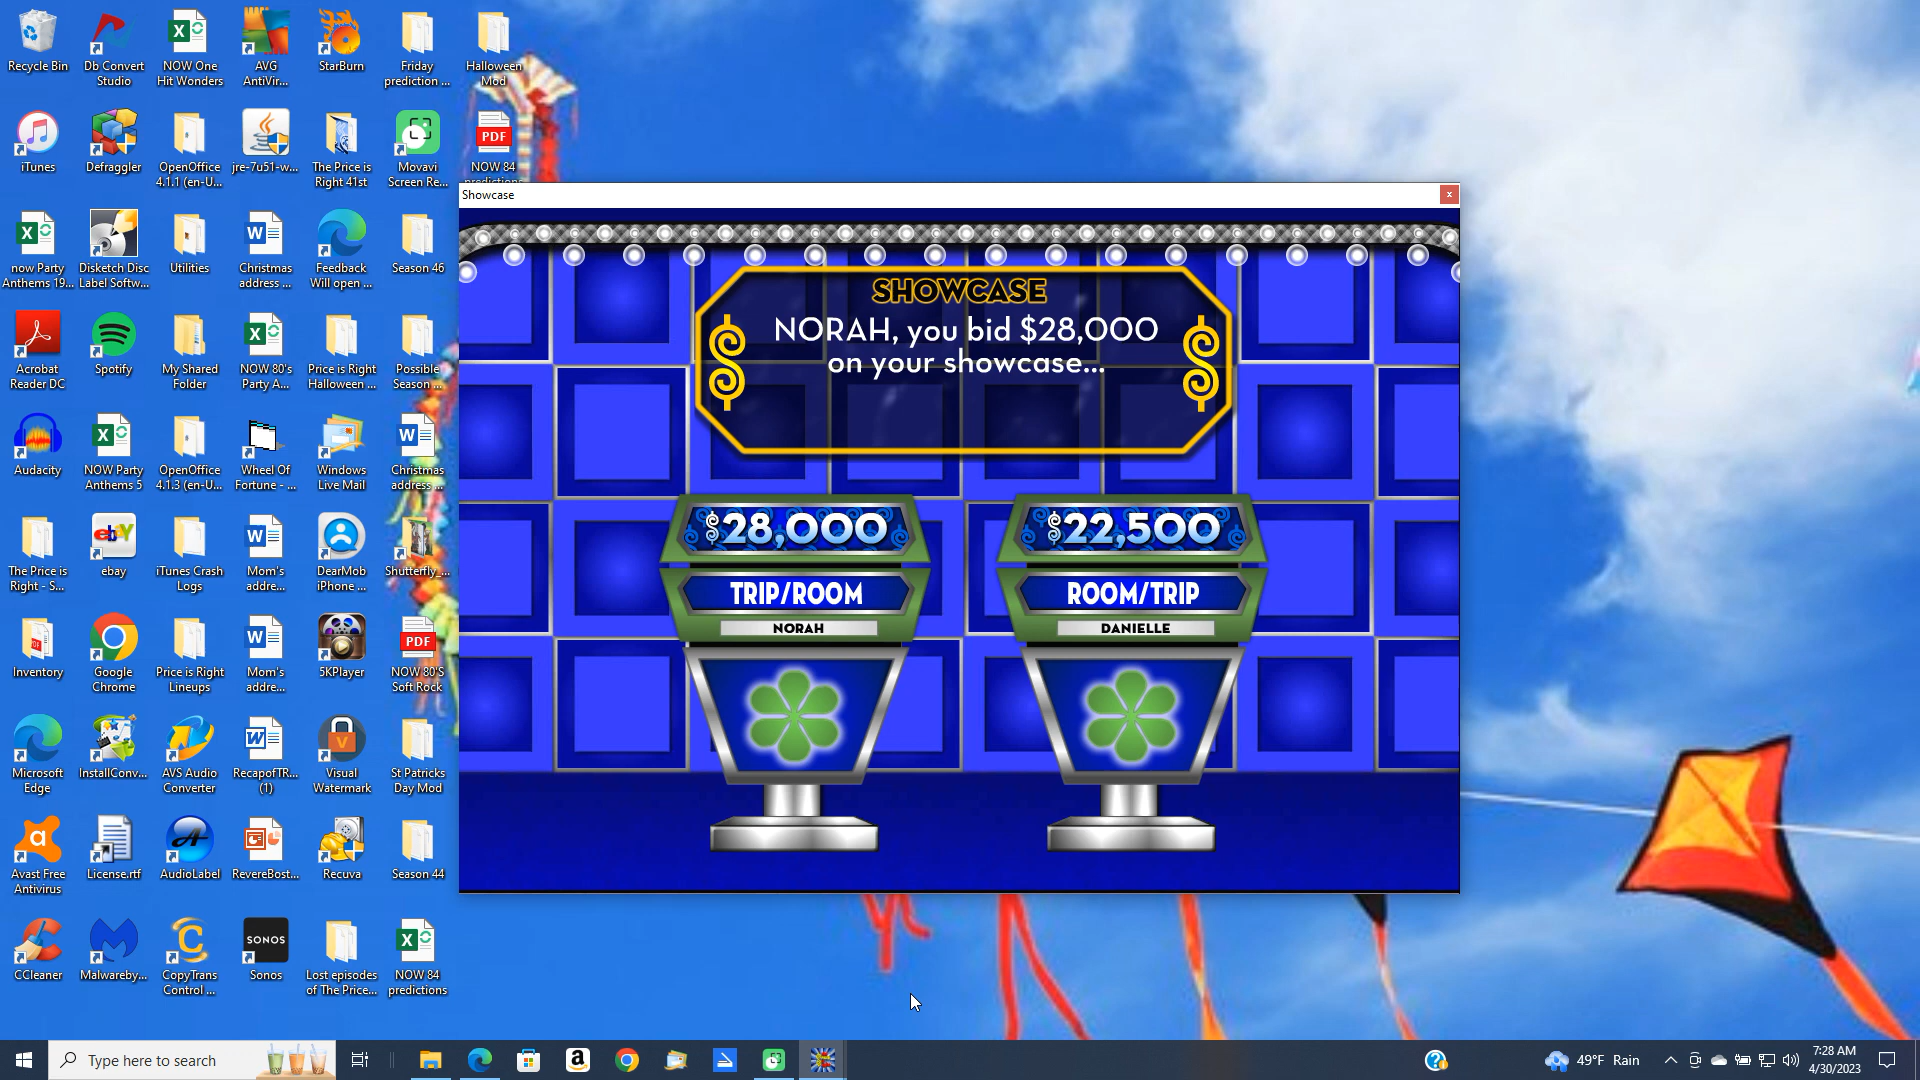 Recycle Bin
Db Convert
Studio
NOW One
Hit Wonders
AVG
AntiVir...
StarBurn
Friday
prediction ...
Halloween
Mod
iTunes
Defraggler
OpenOffice
4.1.1 (en-U...
jre-7u51-w...
The Price is
Right 41st
Movavi
Screen Re...
PDF
NOW 84
predictions
now Party
Anthems 19...
Disketch Disc
Label Softw...
Utilities
Christmas
address ...
Feedback
Will open ...
Season 46
Acrobat
Reader DC
Spotify
My Shared
Folder
NOW 80's
Party A...
Price is Right
Halloween ...
Possible
Season ...
Audacity
NOW Party
Anthems 5
OpenOffice
4.1.3 (en-U...
Wheel Of
Fortune - ...
Windows
Live Mail
Christmas
address ...
The Price is
Right - S...
ebay
ebay
iTunes Crash
Logs
Mom's
addre...
DearMob
iPhone ...
Shutterfly_...
Inventory
Google
Chrome
Price is Right
Lineups
Mom's
addre...
5KPlayer
PDF
NOW 80'S
Soft Rock
Microsoft
Edge
InstallConv...
AVS Audio
Converter
RecapofTR...
(1)
Visual
Watermark
St Patricks
Day Mod
Avast Free
Antivirus
License.rtf
AudioLabel
RevereBost...
Recuva
Season 44
CCleaner
Malwareby...
CopyTrans
Control ...
SONOS
Sonos
Lost episodes
of The Price...
NOW 84
predictions
Showcase
SHOWCASE
NORAH, you bid $28,000
on your showcase...
$28,000
TRIP/ROOM
NORAH
$22,500
ROOM/TRIP
DANIELLE
Type here to search
49°F Rain
7:28 AM
4/30/2023